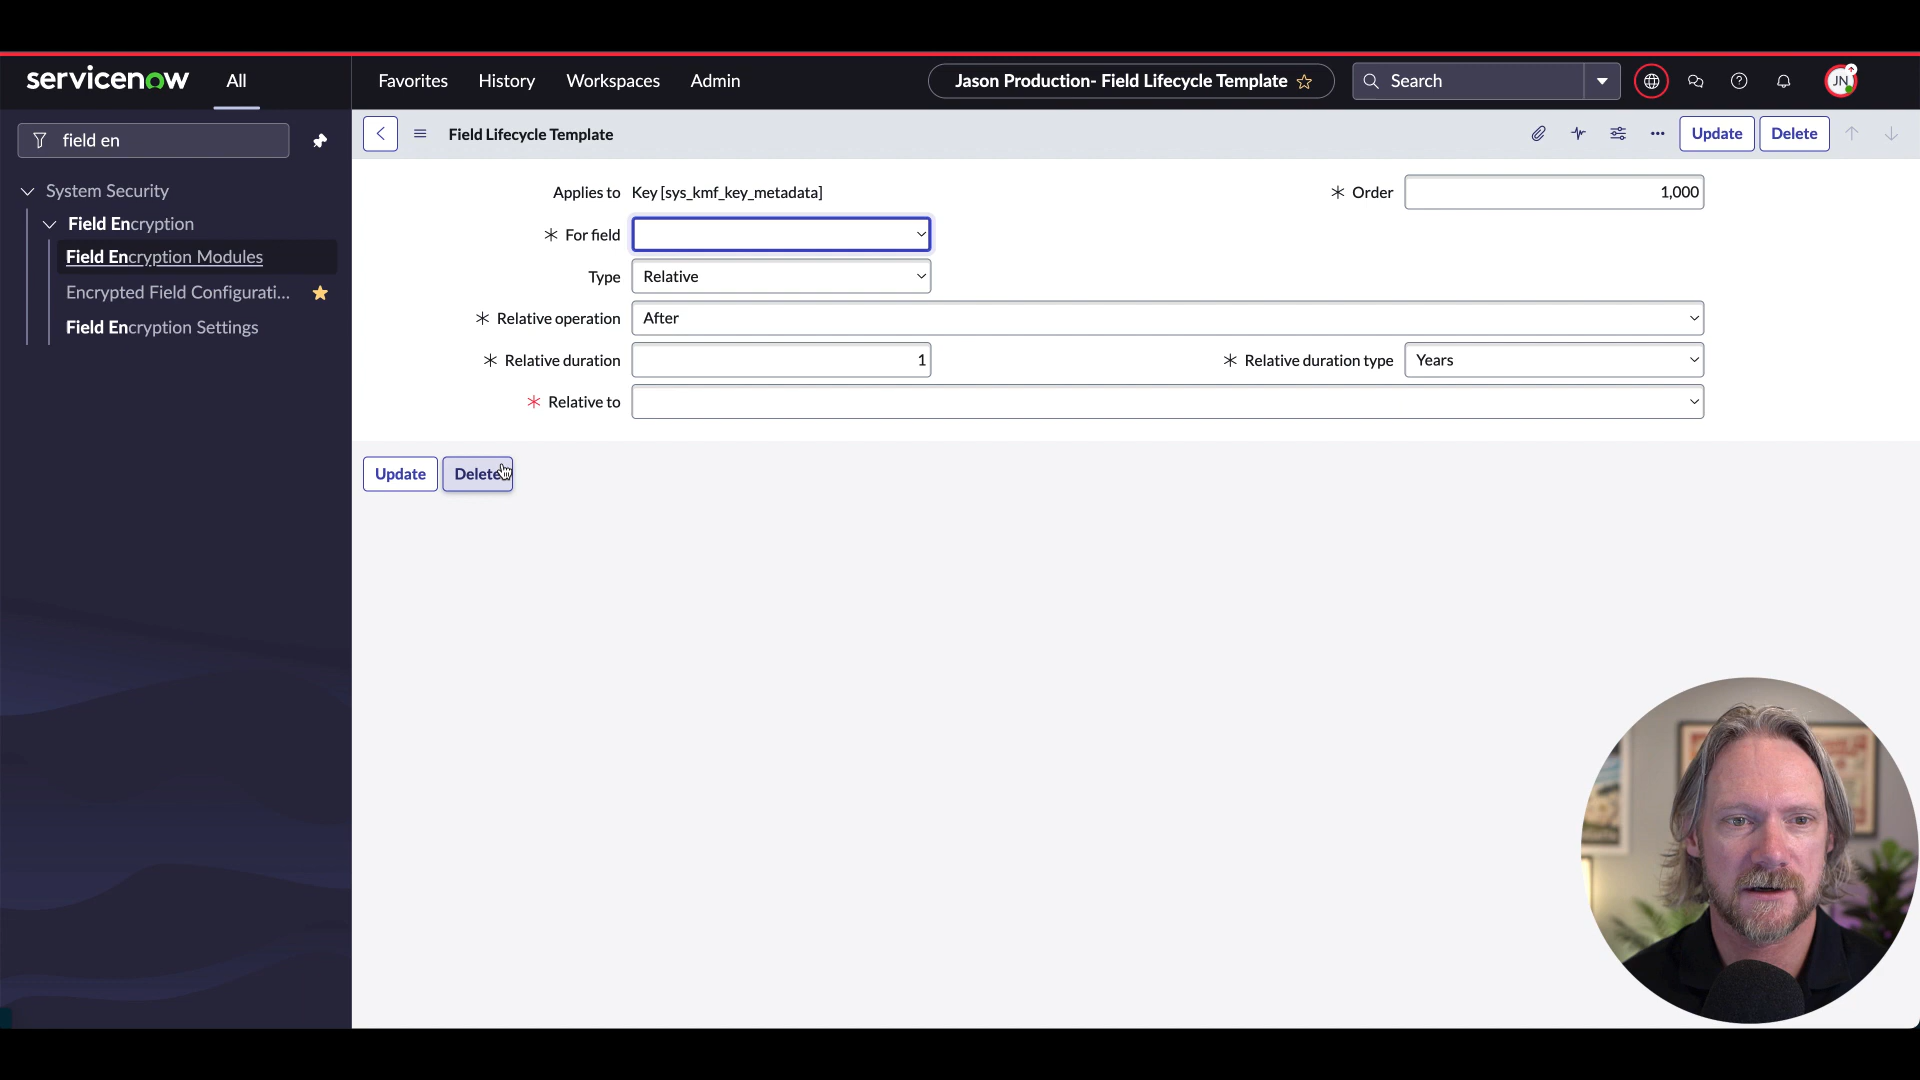 servicenow
All
Favorites
History
Workspaces
Admin
Jason Production- Field Lifecycle Template
Search
JN
field en
Field Lifecycle Template
Update
Delete
System Security
Field Encryption
Field Encryption Modules
Encrypted Field Configurati...
Field Encryption Settings
Applies to Key [sys_kmf_key_metadata]
* Order 1,000
* For field
Type Relative
* Relative operation After
* Relative duration 1
* Relative duration type Years
* Relative to
Update
Delete